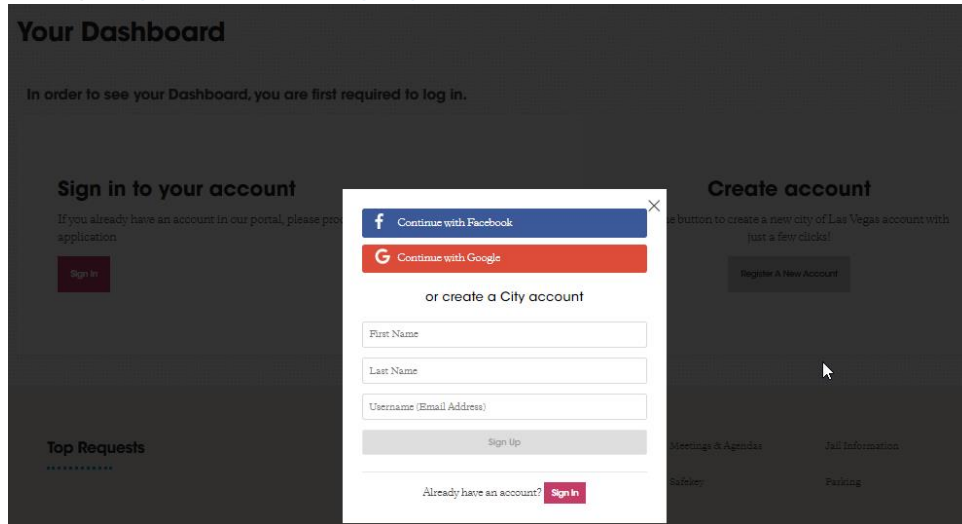 Your Dashboard
In order to see your Dashboard, you are first required to log in.
Sign in to your account
If you already have an account in our portal, please
application
Sign In
Create account
button to create a new city of Las Vegas account with
just a few clicks!
Register A New Account
Continue with Facebook
Continue with Google
or create a City account
First Name
Last Name
Username (Email Address)
Sign Up
Already have an account? Sign In
Top Requests
Meetings & Agendas
Jail Information
Safekey
Parking